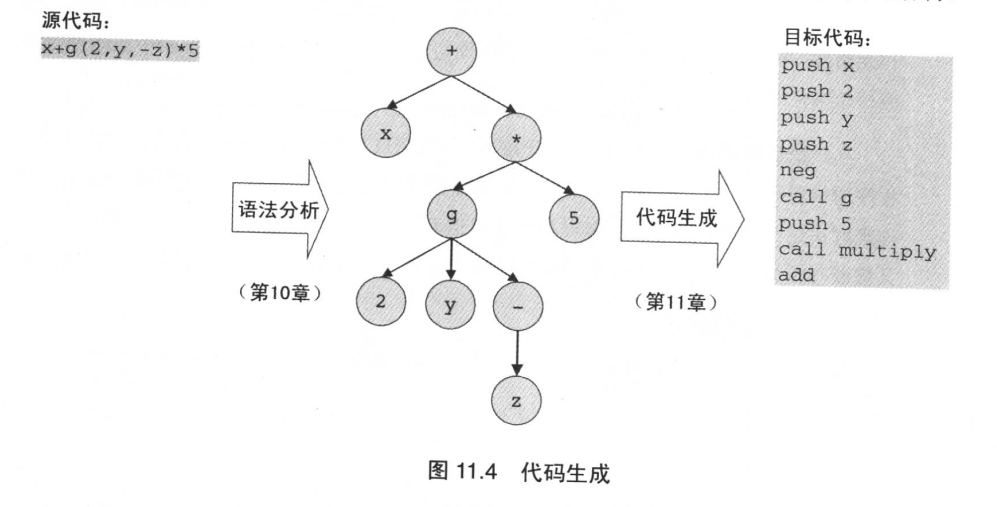 源代码：
x+g(2,y,-z)*5
+
x
*
g
5
2
y
-
z
语法分析
（第10章）
代码生成
（第11章）
目标代码：
push x
push 2
push y
push z
neg
call g
push 5
call multiply
add
图 11.4 代码生成